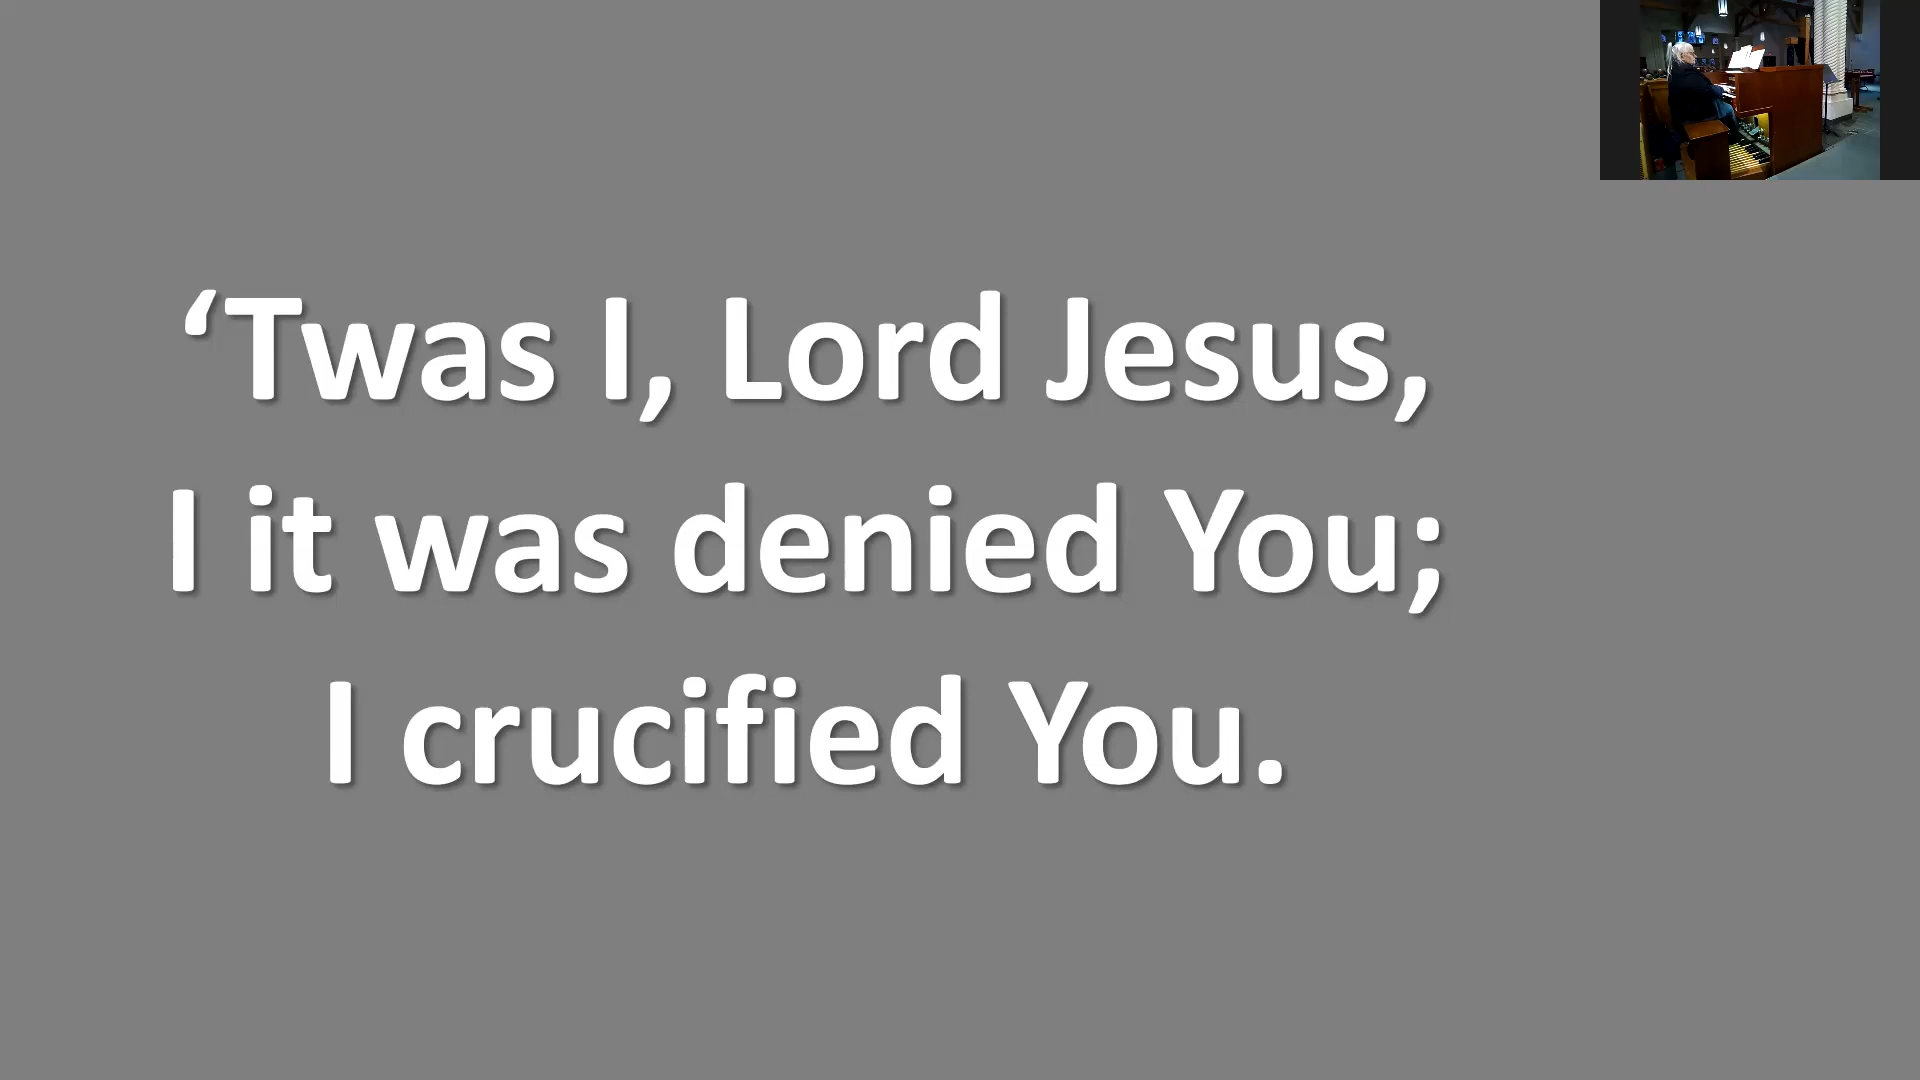 ‘Twas I, Lord Jesus,
I it was denied You;
I crucified You.